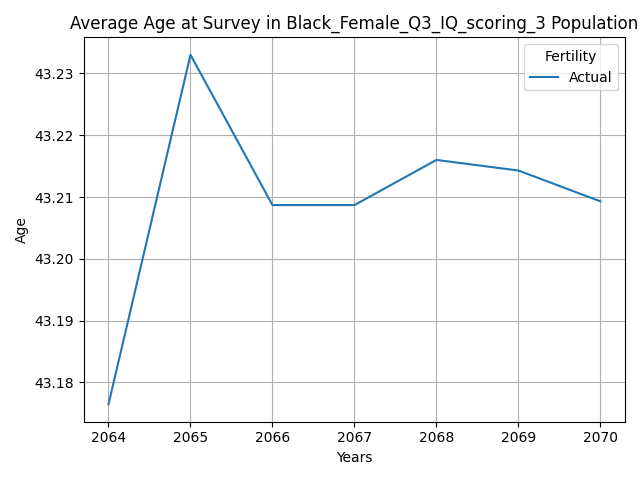 Average Age at Survey in Black_Female_Q3_IQ_scoring_3 Population
Fertility
Actual
43.23
43.22
43.21
43.20
43.19
43.18
Age
2064 2065 2066 2067 2068 2069 2070
Years